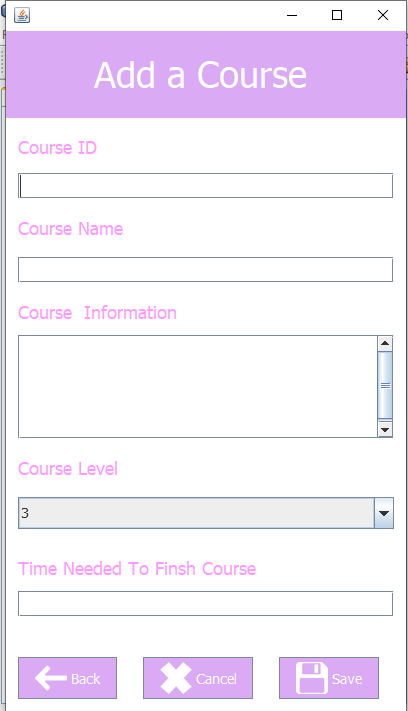 Add a Course
Course ID
Course Name
Course  Information
Course Level
3
Time Needed To Finsh Course
Back
Cancel
Save